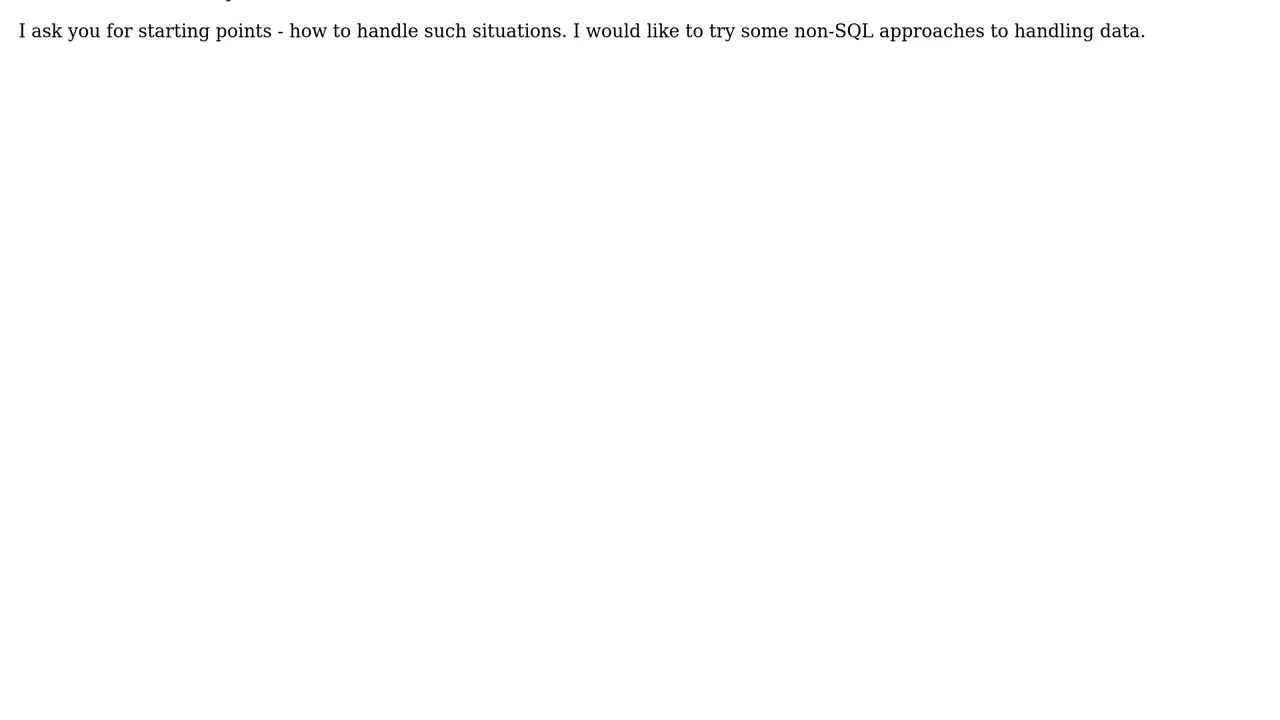 I ask you for starting points - how to handle such situations. I would like to try some non-SQL approaches to handling data.